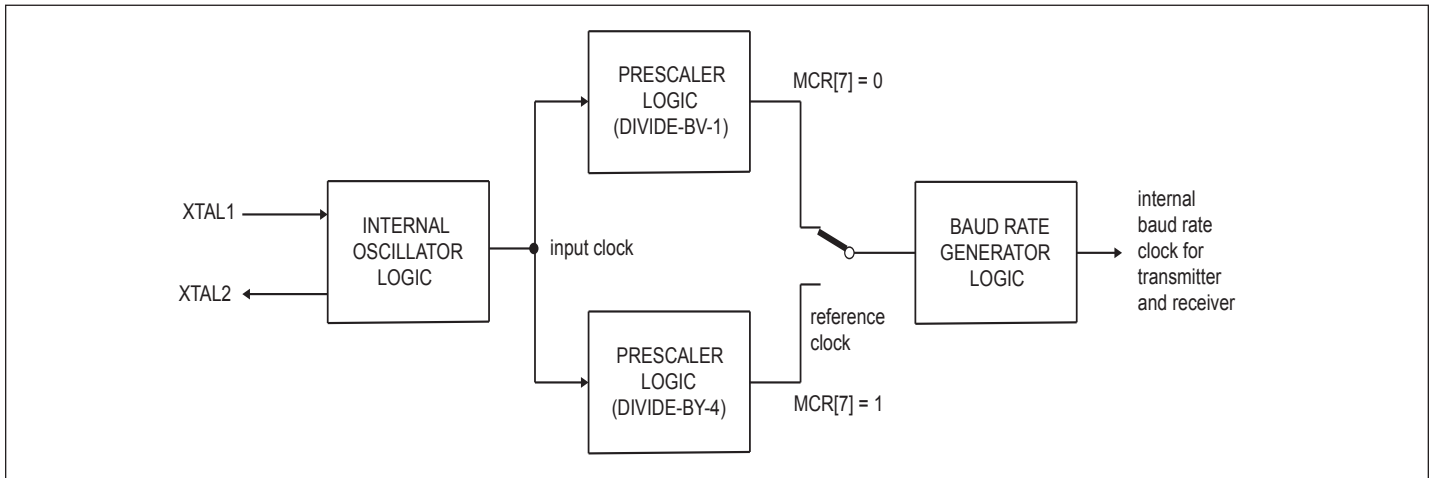 PRESCALER
LOGIC
(DIVIDE-BV-1)
MCR[7] = 0
XTAL1
XTAL2
INTERNAL
OSCILLATOR
LOGIC
input clock
BAUD RATE
GENERATOR
LOGIC
internal
baud rate
clock for
transmitter
and receiver
reference
clock
PRESCALER
LOGIC
(DIVIDE-BY-4)
MCR[7] = 1